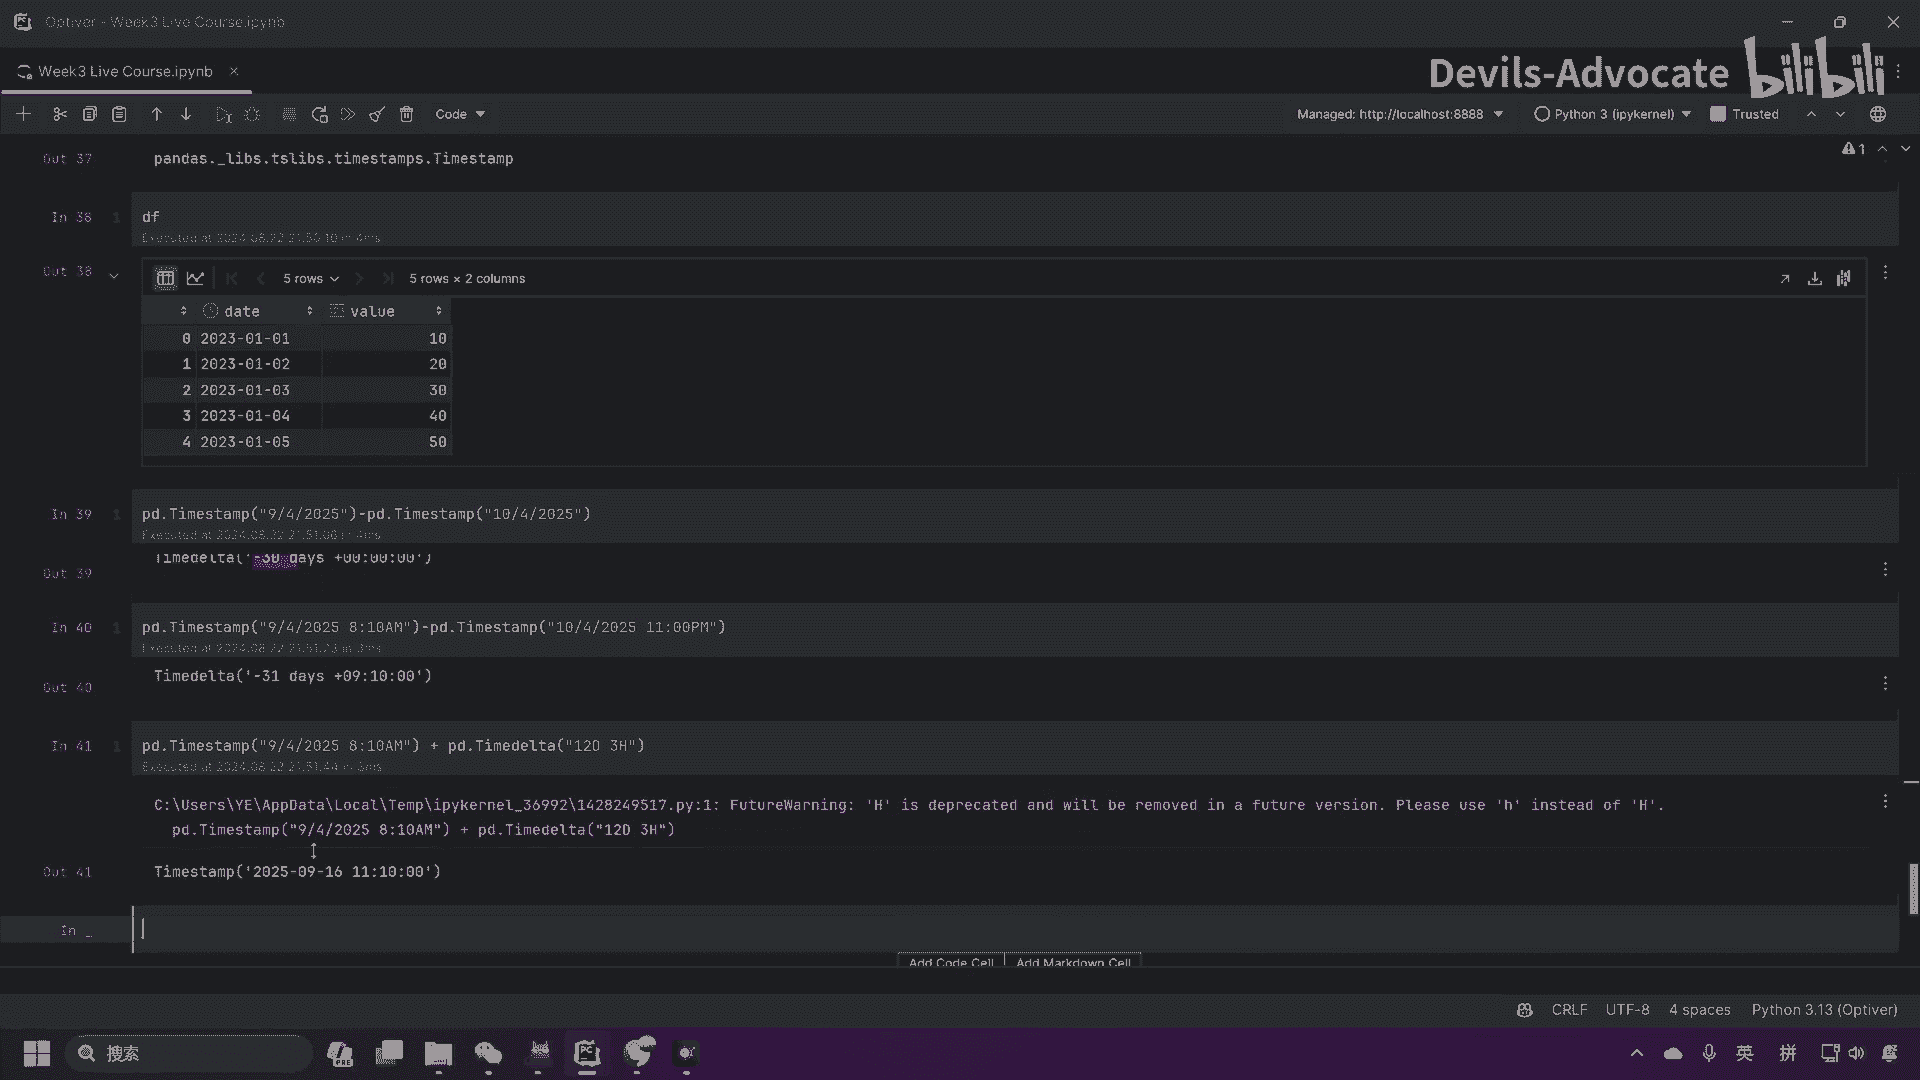 Optiver - Week3 Live Course.ipynb
Week3 Live Course.ipynb
Devils-Advocate bilibili
Code
Managed: http://localhost:8888
Python 3 (ipykernel)
Trusted
Out 37
pandas._libs.tslibs.timestamps.Timestamp
1
In 38
1
df
Out 38
5 rows
5 rows × 2 columns
date value
0 2023-01-01 10
1 2023-01-02 20
2 2023-01-03 30
3 2023-01-04 40
4 2023-01-05 50
In 39
1
pd.Timestamp("9/4/2025")-pd.Timestamp("10/4/2025")
Timedelta('-30 days +00:00:00')
Out 39
In 40
1
pd.Timestamp("9/4/2025 8:10AM")-pd.Timestamp("10/4/2025 11:00PM")
Timedelta('-31 days +09:10:00')
Out 40
In 41
1
pd.Timestamp("9/4/2025 8:10AM") + pd.Timedelta("12D 3H")
C:\Users\YE\AppData\Local\Temp\ipykernel_36992\1428249517.py:1: FutureWarning: 'H' is deprecated and will be removed in a future version. Please use 'h' instead of 'H'.
pd.Timestamp("9/4/2025 8:10AM") + pd.Timedelta("12D 3H")
Out 41
Timestamp('2025-09-16 11:10:00')
In _
Add Code Cell Add Markdown Cell
CRLF UTF-8 4 spaces Python 3.13 (Optiver)
搜索
英 拼